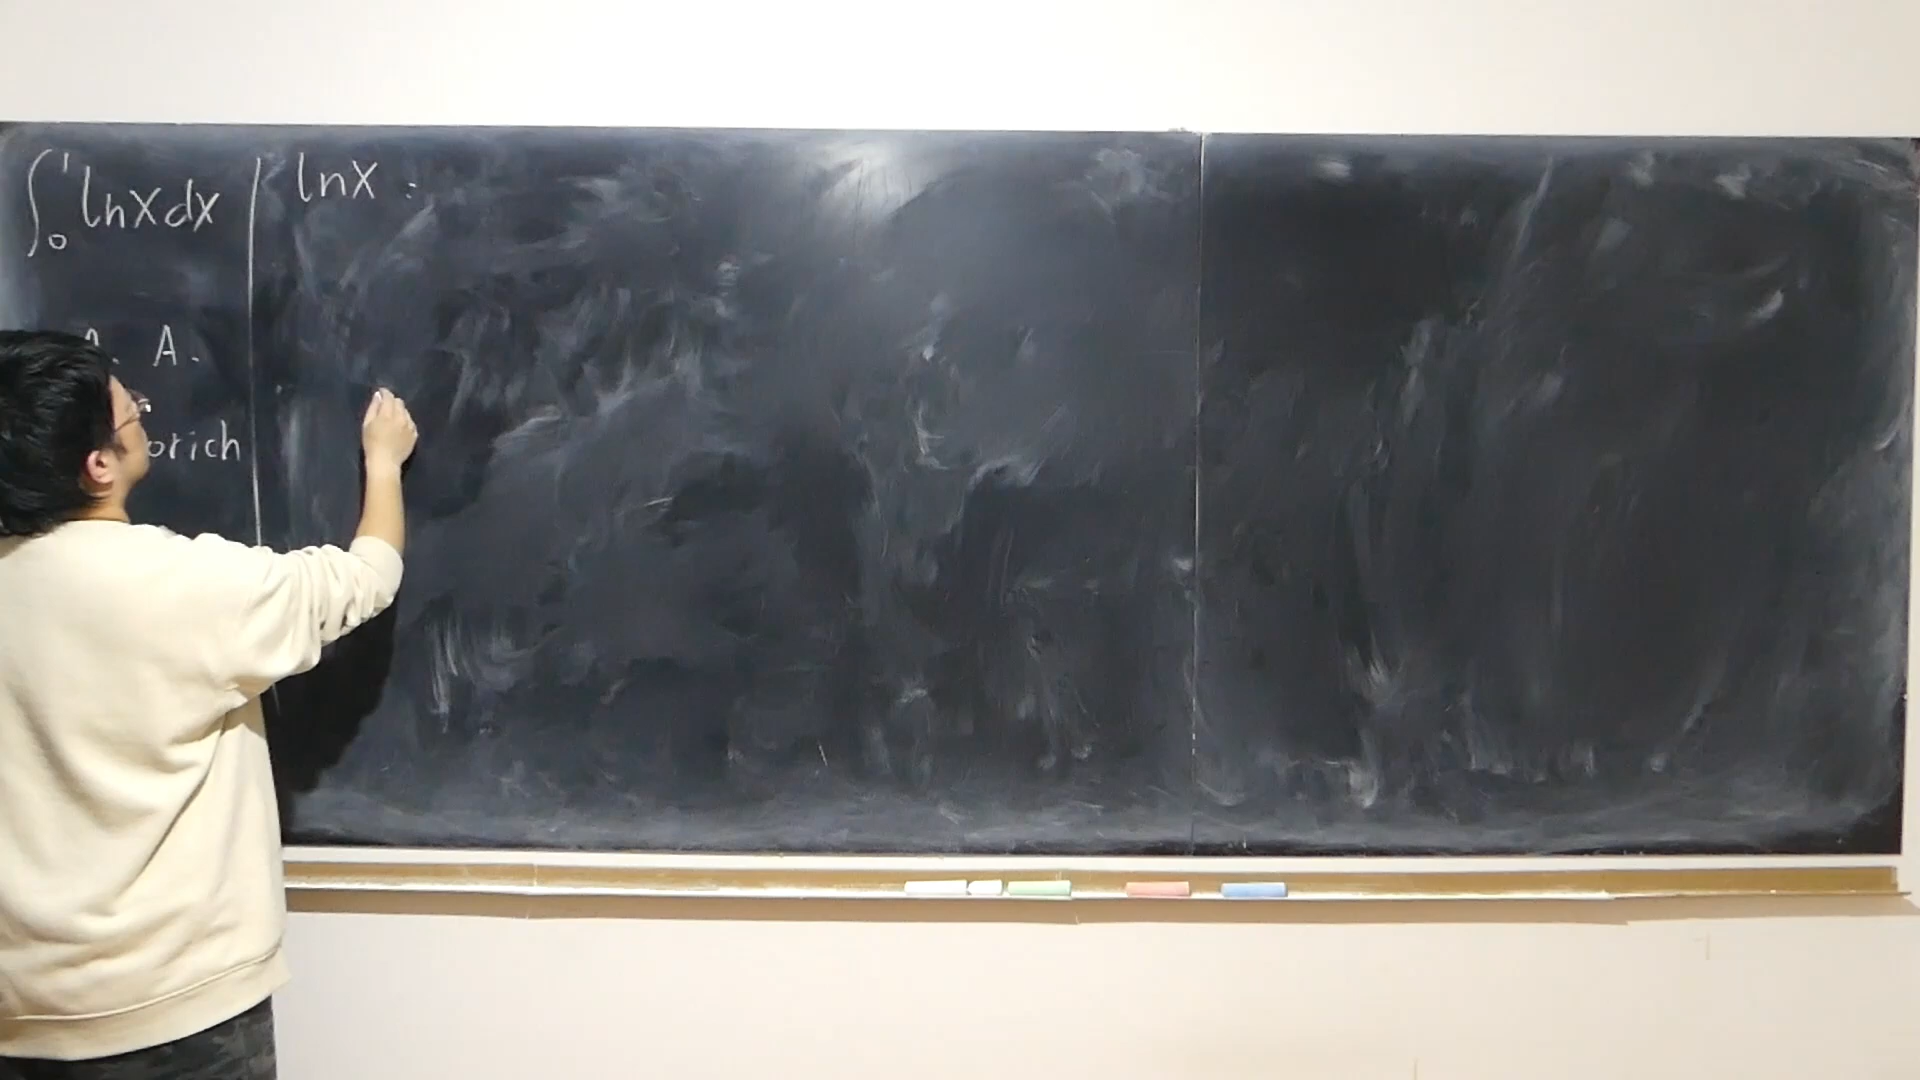 ∫₀¹ lnx dx
lnx :
A.
orich